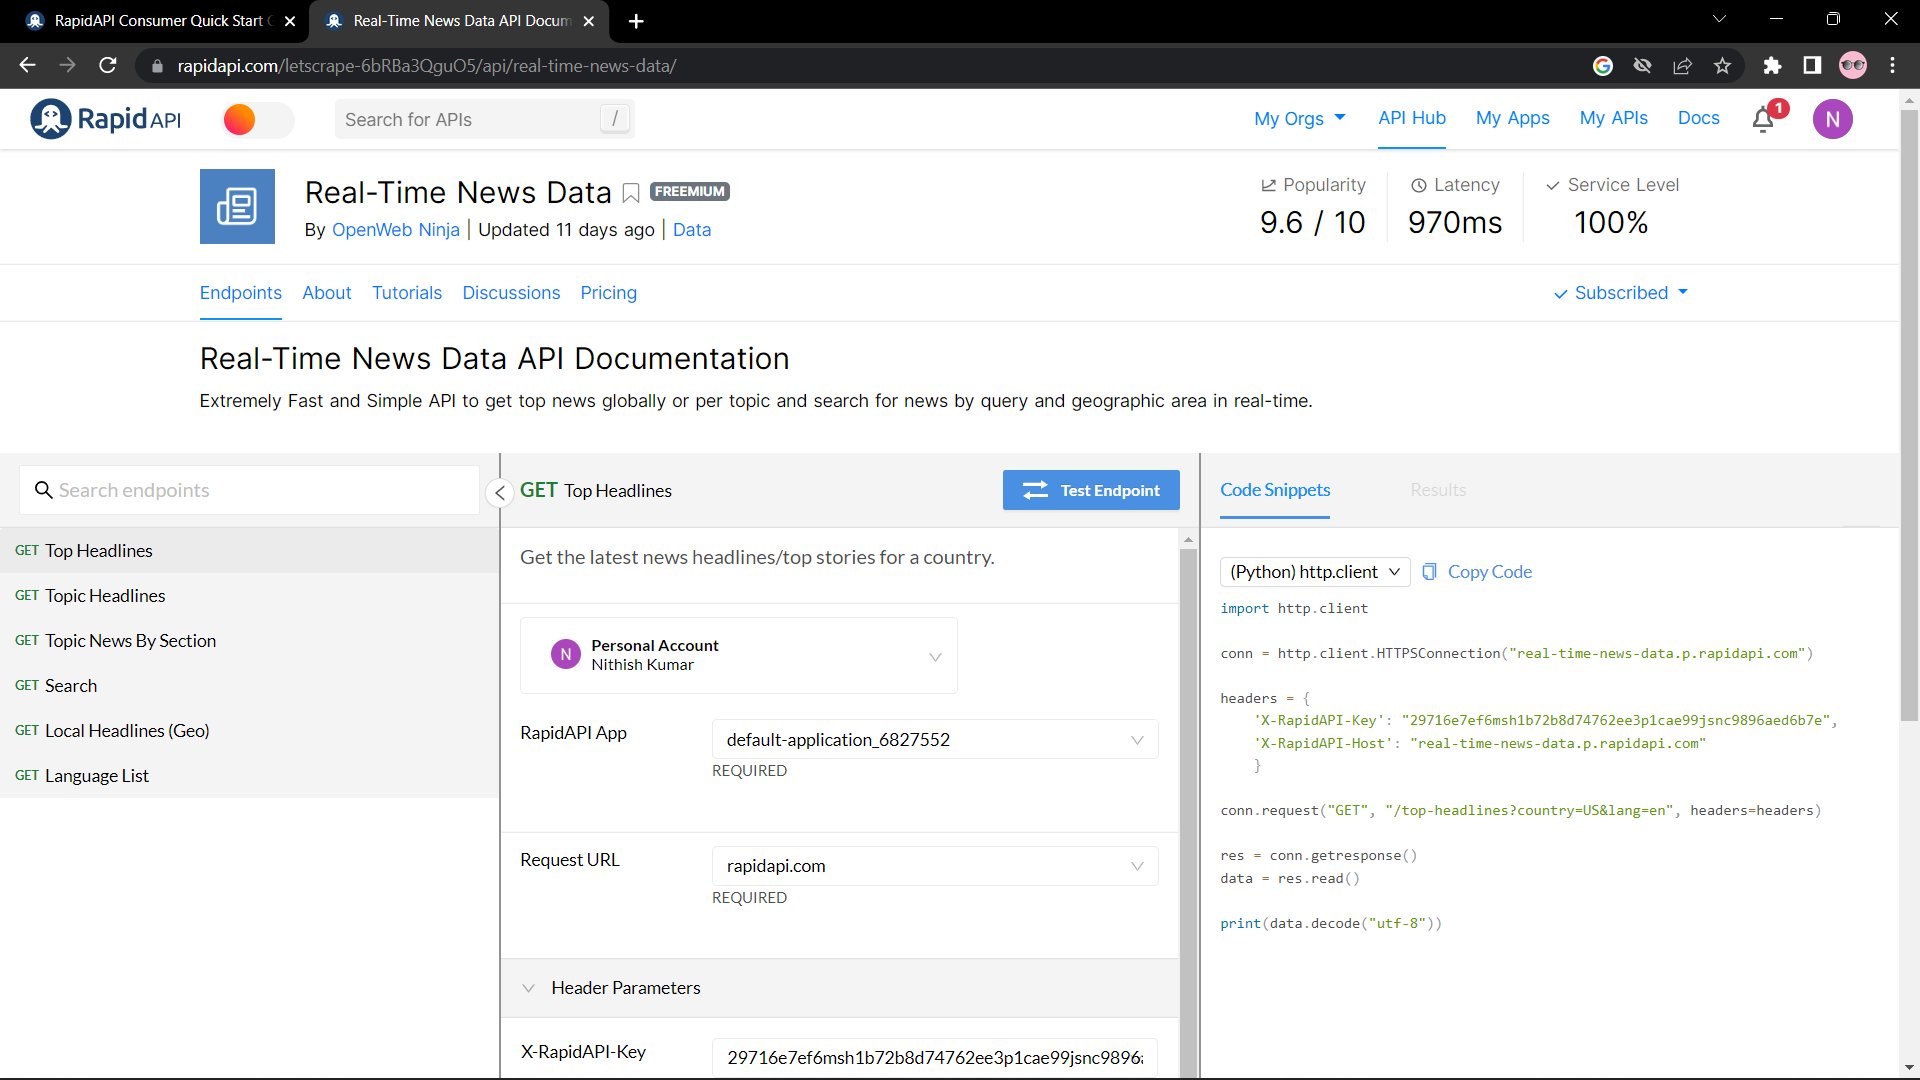 RapidAPI Consumer Quick Start
Real-Time News Data API Docum
rapidapi.com/letscrape-6bRBa3QguO5/api/real-time-news-data/
Rapid API
Search for APIs
/
My Orgs
API Hub
My Apps
My APIs
Docs
1
N
Real-Time News Data
FREEMIUM
By OpenWeb Ninja | Updated 11 days ago | Data
Popularity
9.6 / 10
Latency
970ms
Service Level
100%
Endpoints
About
Tutorials
Discussions
Pricing
Subscribed
Real-Time News Data API Documentation
Extremely Fast and Simple API to get top news globally or per topic and search for news by query and geographic area in real-time.
Search endpoints
GET Top Headlines
GET Topic Headlines
GET Topic News By Section
GET Search
GET Local Headlines (Geo)
GET Language List
GET Top Headlines
Test Endpoint
Get the latest news headlines/top stories for a country.
N
Personal Account
Nithish Kumar
RapidAPI App
default-application_6827552
REQUIRED
Request URL
rapidapi.com
REQUIRED
Header Parameters
X-RapidAPI-Key
29716e7ef6msh1b72b8d74762ee3p1cae99jsnc9896a
Code Snippets
Results
(Python) http.client
Copy Code
import http.client
conn = http.client.HTTPSConnection("real-time-news-data.p.rapidapi.com")
headers = {
'X-RapidAPI-Key': "29716e7ef6msh1b72b8d74762ee3p1cae99jsnc9896aed6b7e",
'X-RapidAPI-Host': "real-time-news-data.p.rapidapi.com"
}
conn.request("GET", "/top-headlines?country=US&lang=en", headers=headers)
res = conn.getresponse()
data = res.read()
print(data.decode("utf-8"))